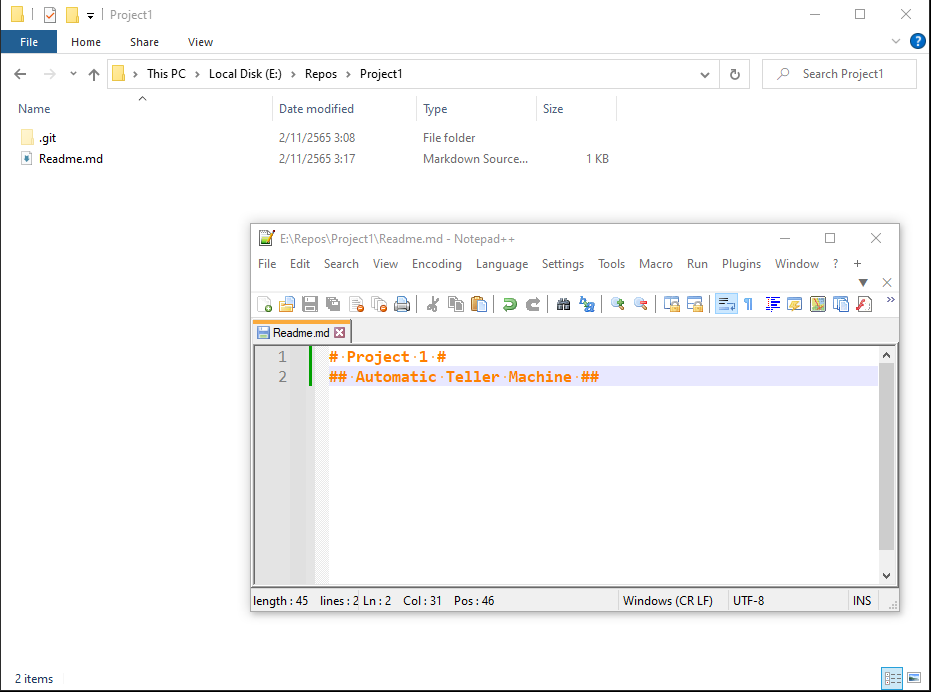 Project1
File Home Share View
This PC Local Disk (E:) Repos Project1 Search Project1
Name Date modified Type Size
.git 2/11/2565 3:08 File folder
Readme.md 2/11/2565 3:17 Markdown Source... 1 KB
E:\Repos\Project1\Readme.md - Notepad++
File Edit Search View Encoding Language Settings Tools Macro Run Plugins Window ? +
Readme.md
1 # Project 1 #
2 ## Automatic Teller Machine ##
length : 45 lines : 2 Ln : 2 Col : 31 Pos : 46 Windows (CR LF) UTF-8 INS
2 items